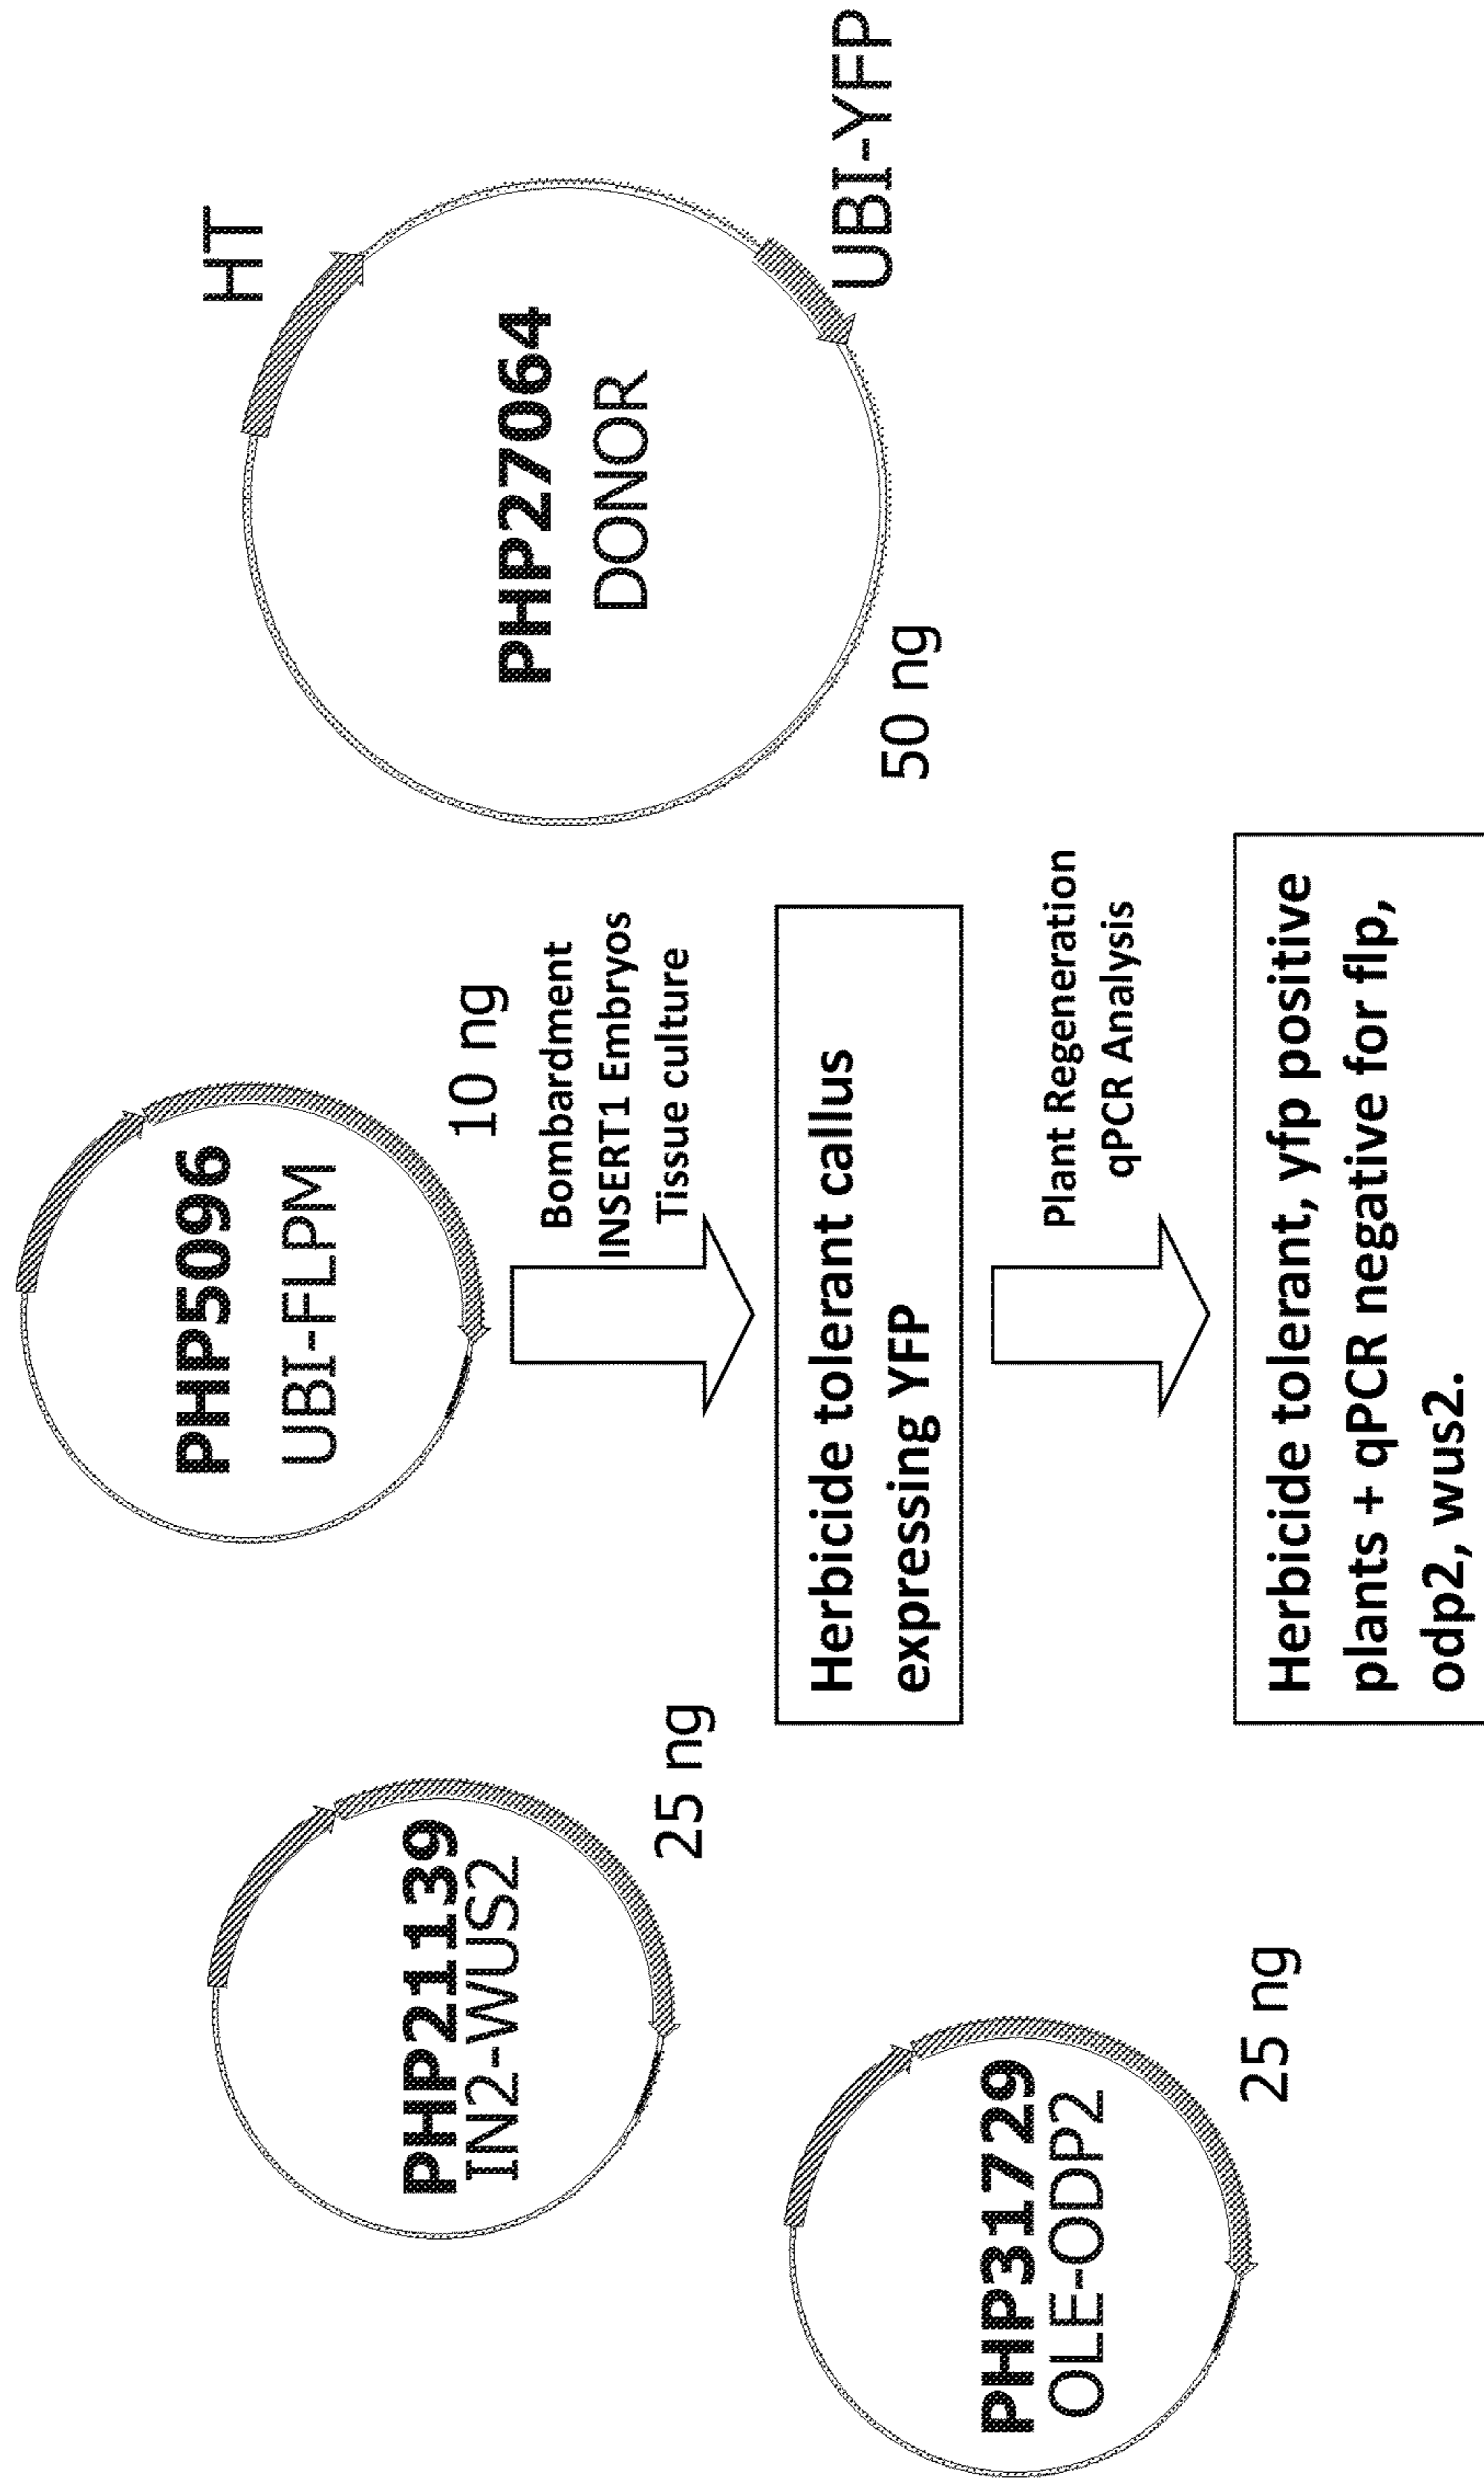 PHP31729
OLE-ODP2
25 ng
PHP21139
IN2-WUS2
25 ng
PHP5096
UBI-FLPM
10 ng
HT
PHP27064
DONOR
UBI-YFP
50 ng
Bombardment
INSERT1 Embryos
Tissue culture
Herbicide tolerant callus
expressing YFP
Plant Regeneration
qPCR Analysis
Herbicide tolerant, yfp positive
plants + qPCR negative for flp,
odp2, wus2.